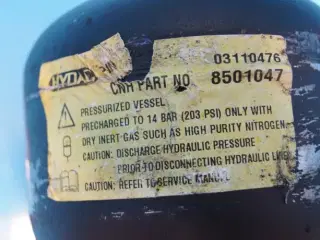 HYDAC
03110476
CNH PART NO 8501047
PRESSURIZED VESSEL
PRECHARGED TO 14 BAR (203 PSI) ONLY WITH
DRY INERT GAS SUCH AS HIGH PURITY NITROGEN.
CAUTION: DISCHARGE HYDRAULIC PRESSURE
PRIOR TO DISCONNECTING HYDRAULIC LINE
CAUTION: REFER TO SERVICE MANUAL